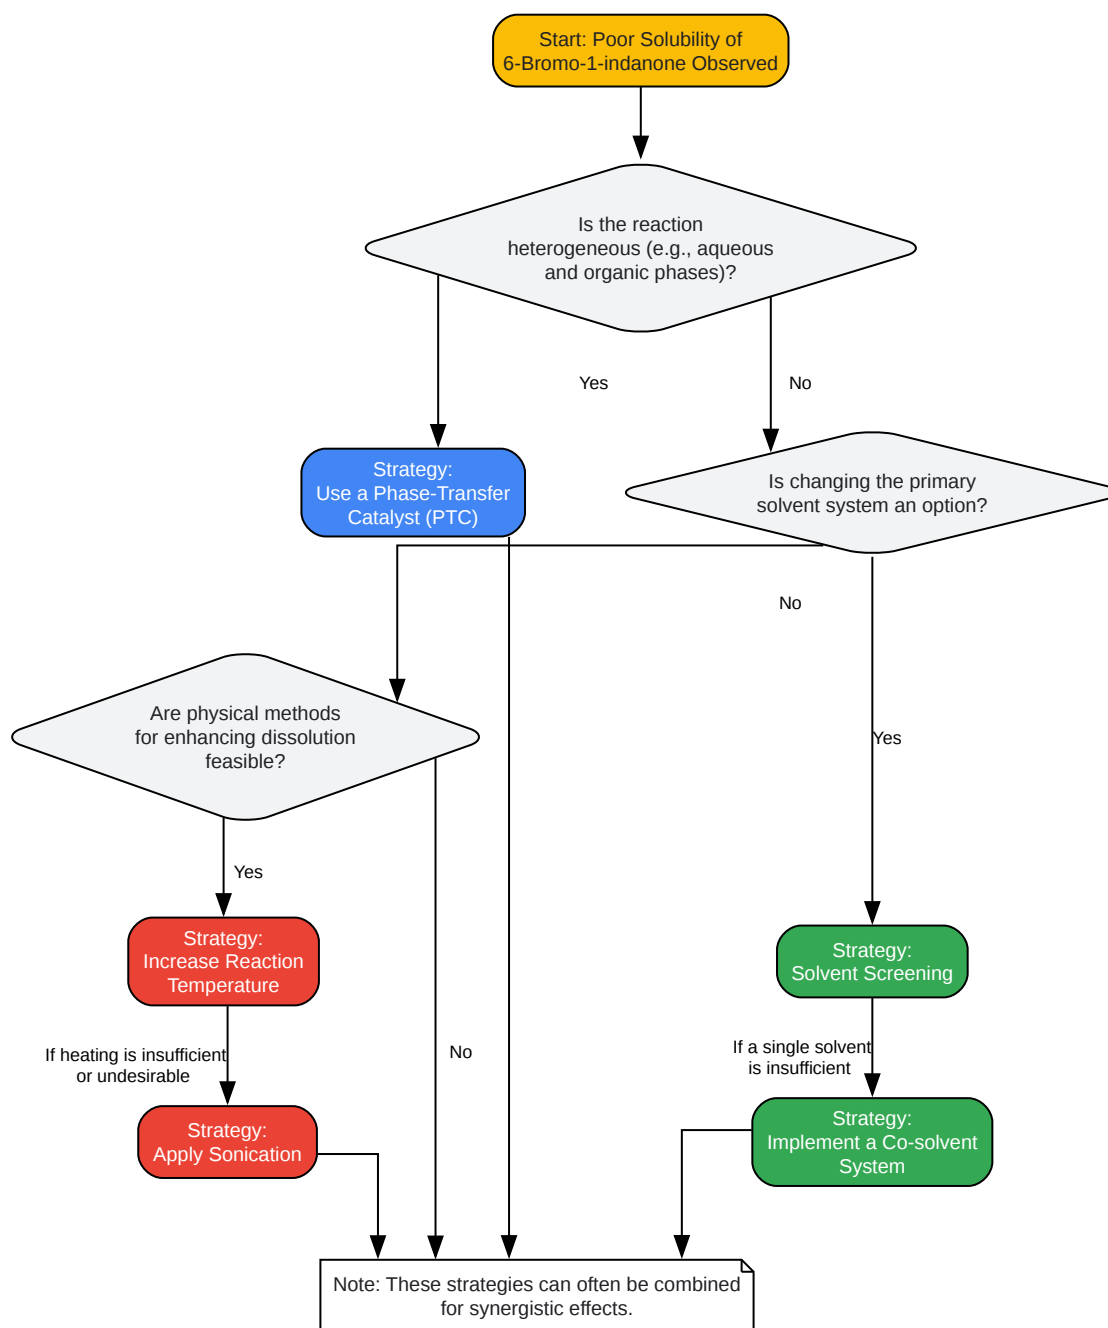 Start: Poor Solubility of
6-Bromo-1-indanone Observed
Is the reaction
heterogeneous (e.g., aqueous
and organic phases)?
Yes
No
Strategy:
Use a Phase-Transfer
Catalyst (PTC)
Is changing the primary
solvent system an option?
No
Are physical methods
for enhancing dissolution
feasible?
Yes
Yes
Strategy:
Increase Reaction
Temperature
Strategy:
Solvent Screening
If heating is insufficient
or undesirable
No
If a single solvent
is insufficient
Strategy:
Apply Sonication
Strategy:
Implement a Co-solvent
System
Note: These strategies can often be combined
for synergistic effects.